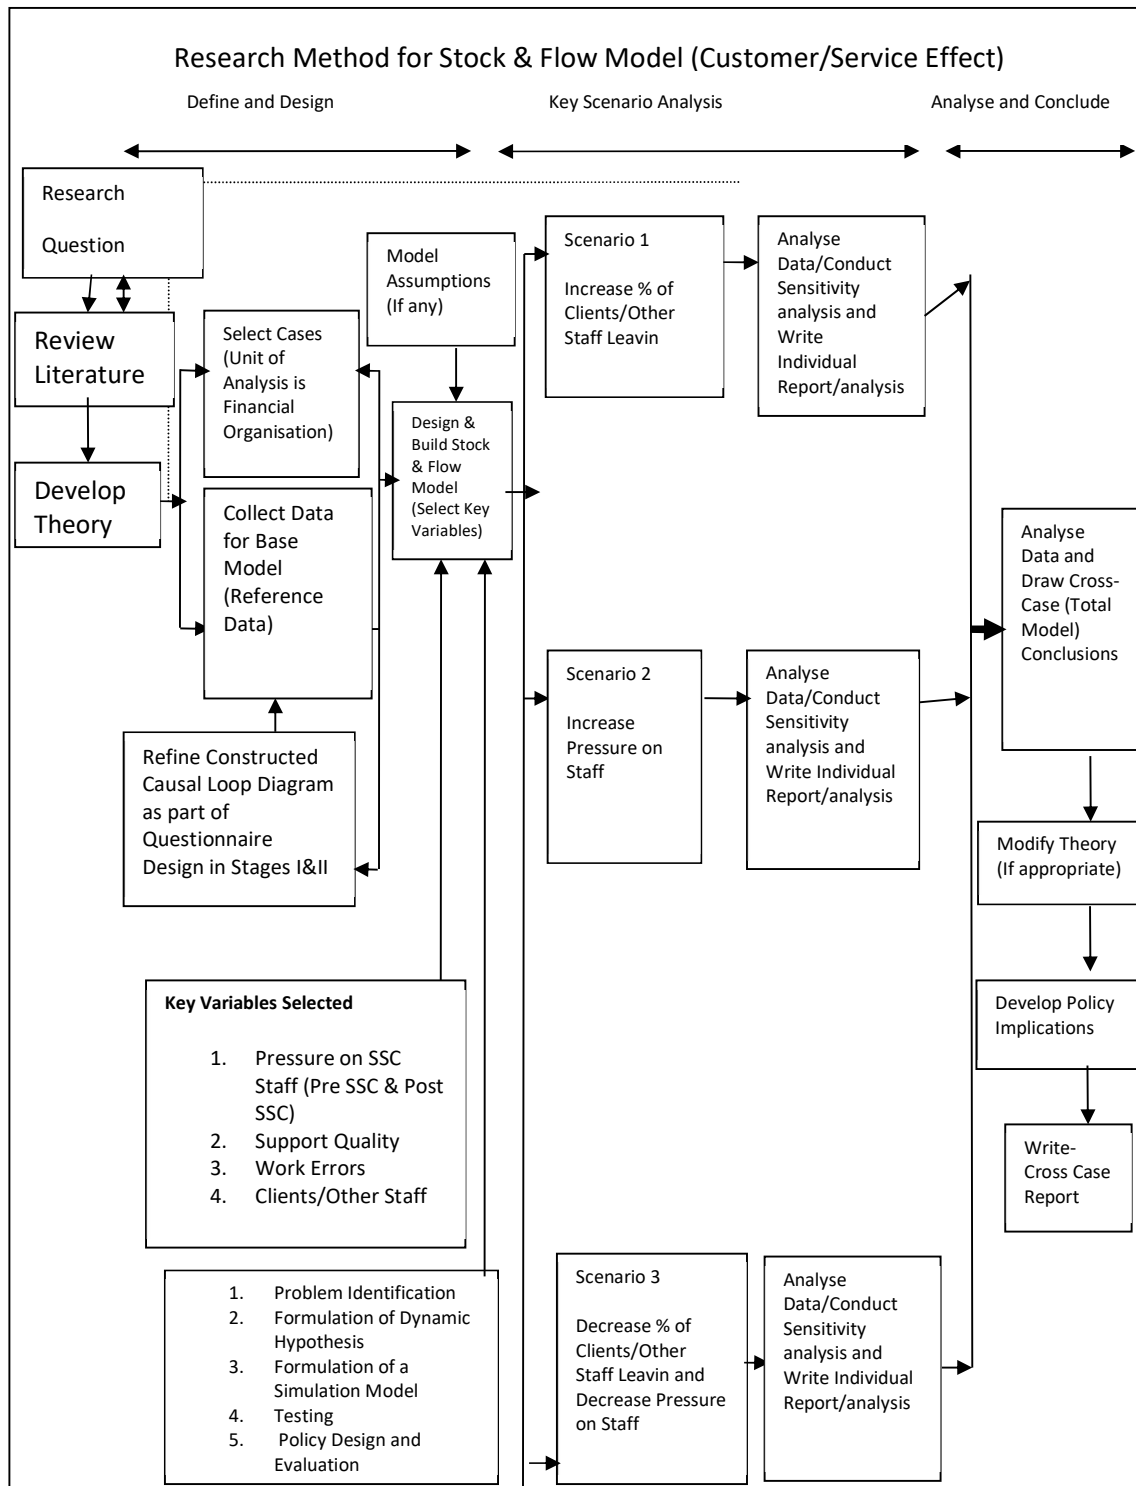 Research Method for Stock & Flow Model (Customer/Service Effect)
Define and Design
Key Scenario Analysis
Analyse and Conclude
Research
Question
Review
Literature
Develop
Theory
Select Cases
(Unit of
Analysis is
Financial
Organisation)
Collect Data
for Base
Model
(Reference
Data)
Refine Constructed
Causal Loop Diagram
as part of
Questionnaire
Design in Stages I&II
Model
Assumptions
(If any)
Design &
Build Stock
& Flow
Model
(Select Key
Variables)
Key Variables Selected
1. Pressure on SSC
Staff (Pre SSC & Post
SSC)
2. Support Quality
3. Work Errors
4. Clients/Other Staff
1. Problem Identification
2. Formulation of Dynamic
Hypothesis
3. Formulation of a
Simulation Model
4. Testing
5. Policy Design and
Evaluation
Scenario 1
Increase % of
Clients/Other
Staff Leavin
Analyse
Data/Conduct
Sensitivity
analysis and
Write
Individual
Report/analysis
Scenario 2
Increase
Pressure on
Staff
Analyse
Data/Conduct
Sensitivity
analysis and
Write Individual
Report/analysis
Scenario 3
Decrease % of
Clients/Other
Staff Leavin and
Decrease Pressure
on Staff
Analyse
Data/Conduct
Sensitivity
analysis and
Write Individual
Report/analysis
Analyse
Data and
Draw Cross-
Case (Total
Model)
Conclusions
Modify Theory
(If appropriate)
Develop Policy
Implications
Write-
Cross Case
Report